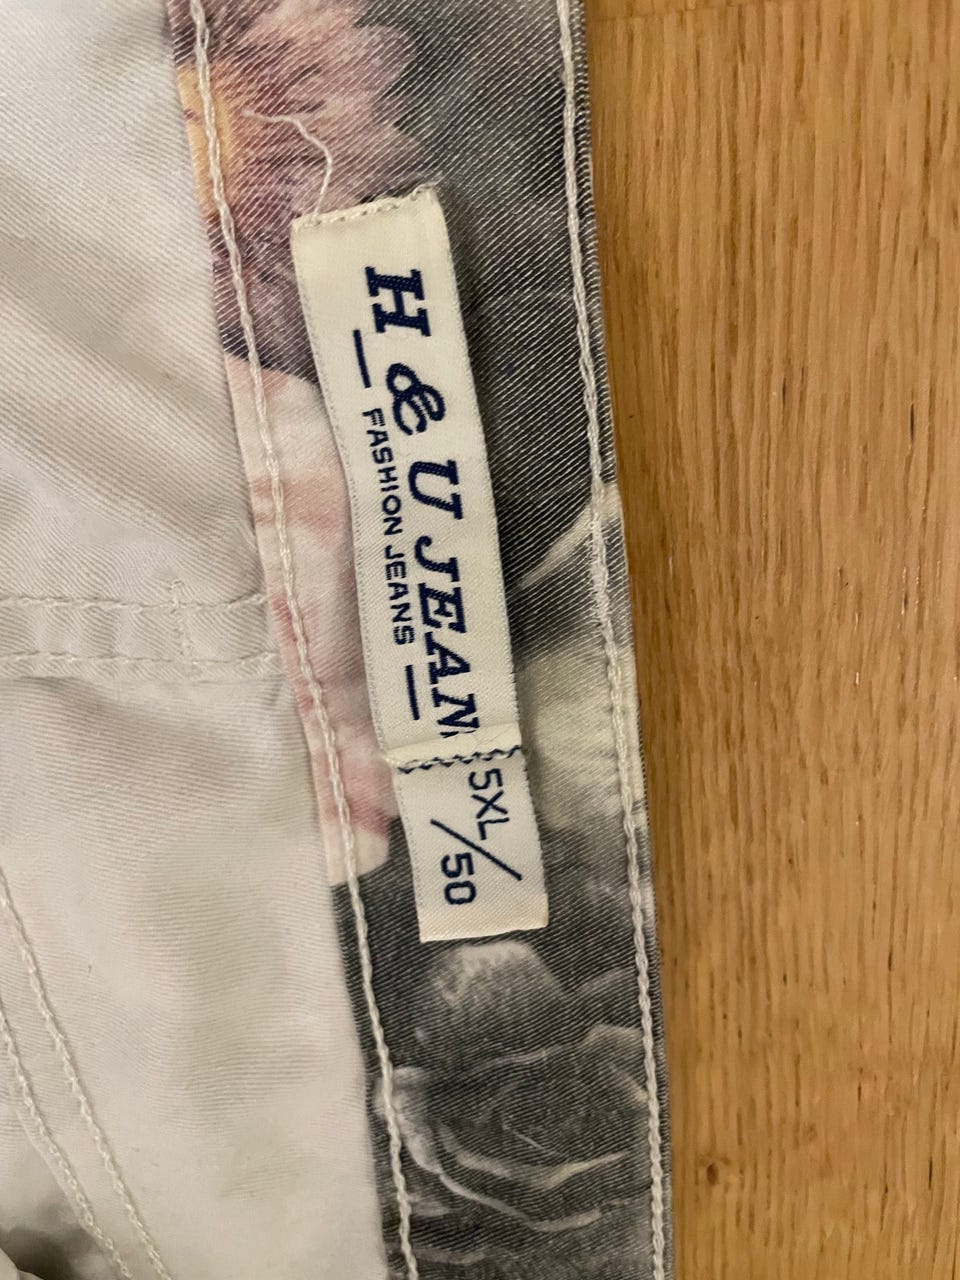 H & U JEAN
FASHION JEANS
5XL/
50